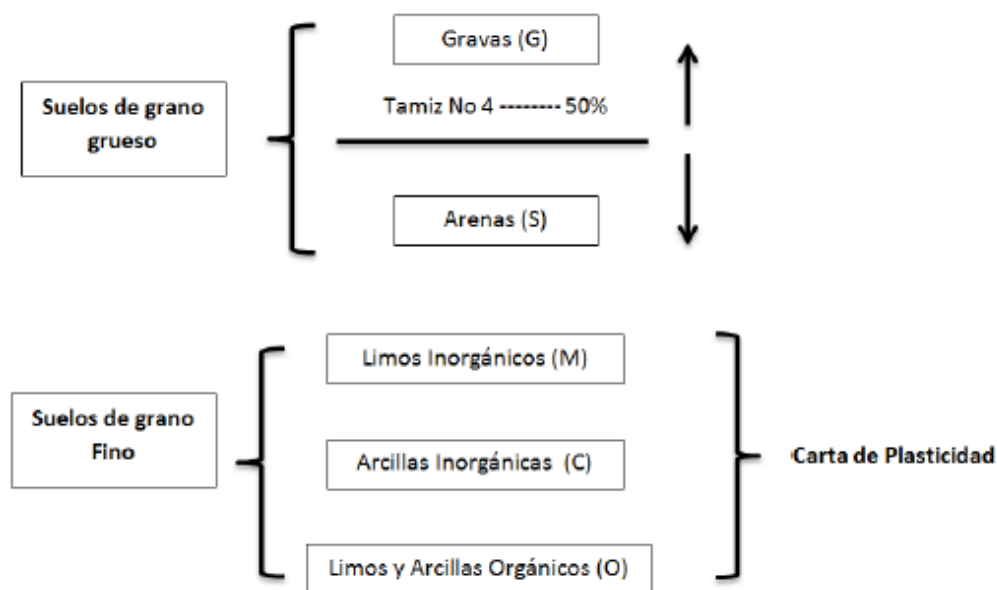 Gravas (G)
Suelos de grano
grueso
Tamiz No 4 -------- 50%
Arenas (S)
Limos Inorgánicos (M)
Suelos de grano
Fino
Arcillas Inorgánicas (C)
Carta de Plasticidad
Limos y Arcillas Orgánicos (O)